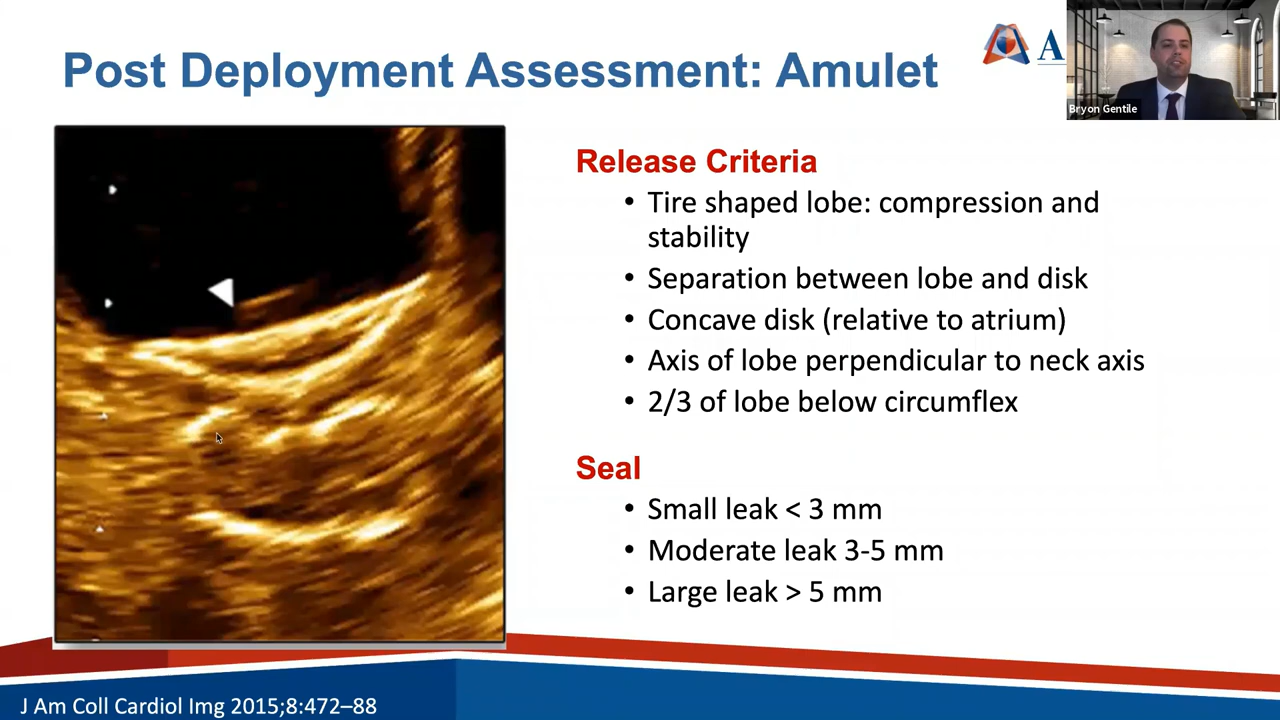 Post Deployment Assessment: Amulet
A
Bryon Gentile
Release Criteria
• Tire shaped lobe: compression and
stability
• Separation between lobe and disk
• Concave disk (relative to atrium)
• Axis of lobe perpendicular to neck axis
• 2/3 of lobe below circumflex
Seal
• Small leak < 3 mm
• Moderate leak 3-5 mm
• Large leak > 5 mm
J Am Coll Cardiol Img 2015;8:472–88